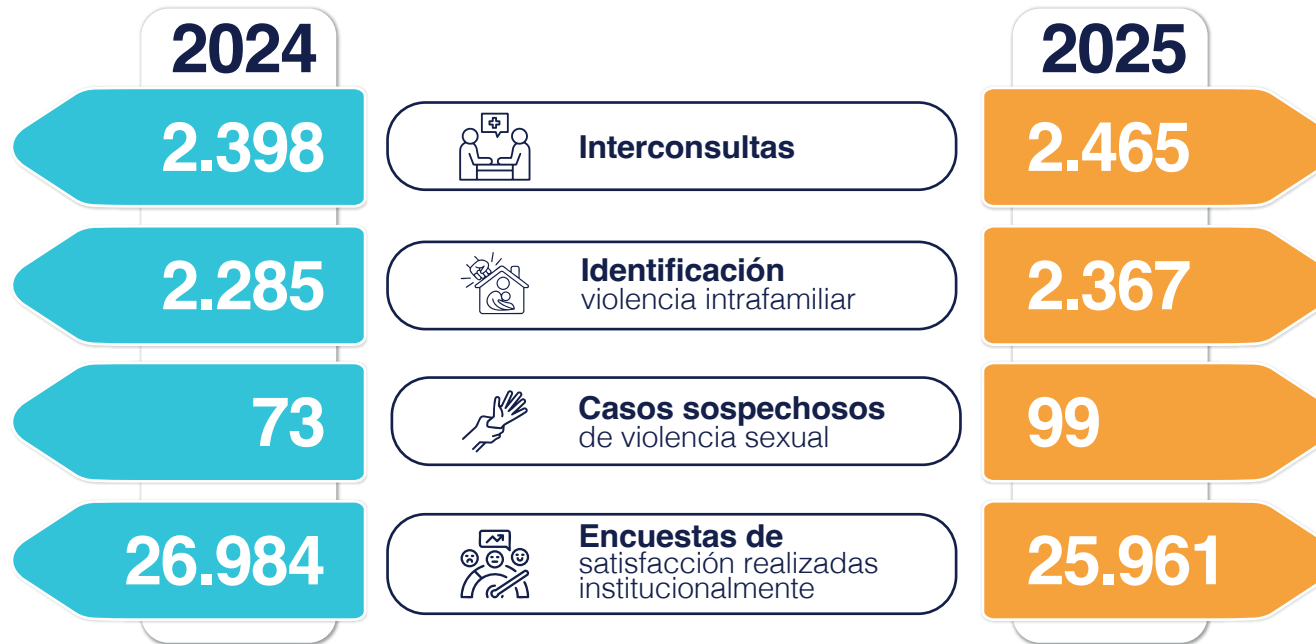 2024
2025
2.398
Interconsultas
2.465
2.285
Identificación
violencia intrafamiliar
2.367
73
Casos sospechosos
de violencia sexual
99
26.984
Encuestas de
satisfacción realizadas
institucionalmente
25.961